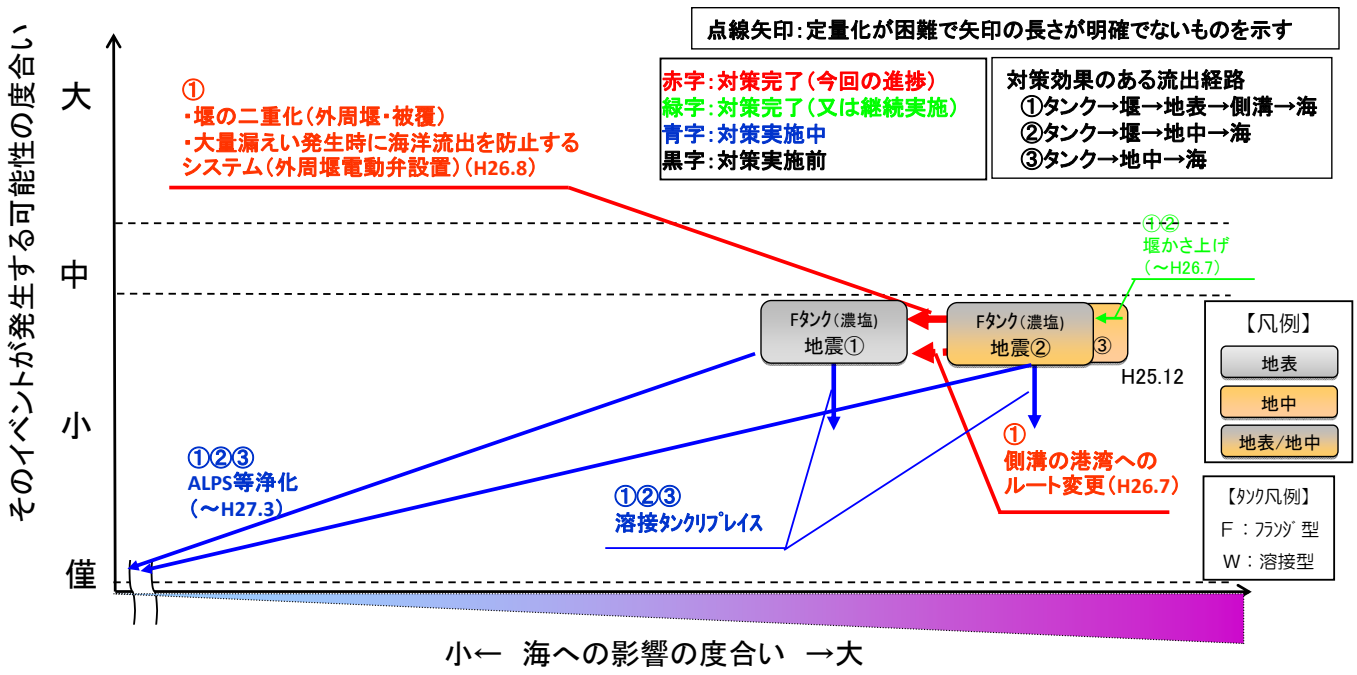 点線矢印：定量化が困難で矢印の長さが明確でないものを示す
赤字：対策完了（今回の進捗）
緑字：対策完了（又は継続実施）
青字：対策実施中
黒字：対策実施前
対策効果のある流出経路
①タンク→堰→地表→側溝→海
②タンク→堰→地中→海
③タンク→地中→海
そのイベントが発生する可能性の度合い
大
中
小
僅
①
・堰の二重化（外周堰・被覆）
・大量漏えい発生時に海洋流出を防止する
システム（外周堰電動弁設置）（H26.8）
①②
堰かさ上げ
（～H26.7）
Fタンク（濃塩）
地震①
Fタンク（濃塩）
地震②
③
H25.12
①
側溝の港湾への
ルート変更（H26.7）
①②③
ALPS等浄化
（～H27.3）
①②③
溶接タンクリプレイス
【凡例】
地表
地中
地表/地中
【タンク凡例】
F：フランジ型
W：溶接型
小← 海への影響の度合い →大